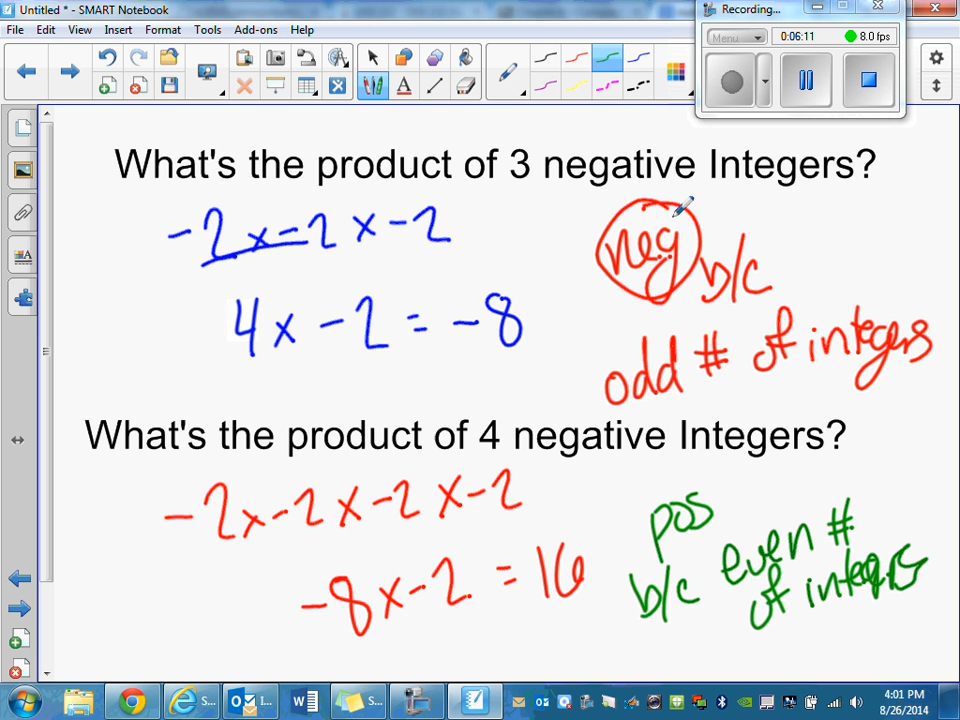 Untitled * - SMART Notebook
Recording...
File Edit View Insert Format Tools Add-ons Help
Menu
0:06:11
8.0 fps
What's the product of 3 negative Integers?
-2 x -2 x -2
neg
b/c
4 x -2 = -8
odd # of integers
What's the product of 4 negative Integers?
-2 x -2 x -2 x -2
pos
b/c even #
of integers
-8 x -2 = 16
I...
S...
S...
4:01 PM
8/26/2014